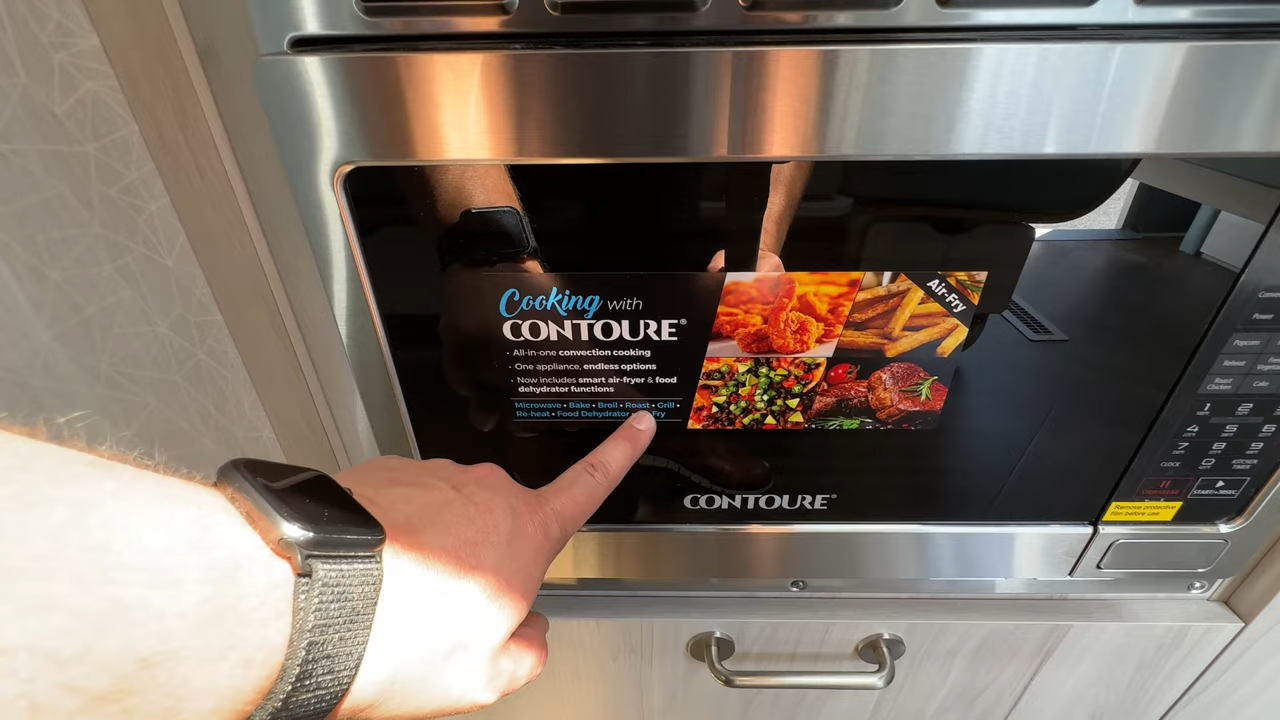 Cooking with
CONTOURE®
• All-in-one convection cooking
• One appliance, endless options
• Now includes smart air-fryer & food
dehydrator functions
Microwave • Bake • Broil • Roast • Grill •
Re-heat • Food Dehydrator Fry
Air-Fry
CONTOURE®
Power
Popcorn
Reheat
Roast
Chicken
Cake
1 2
4 5 6
7 8 9
CLOCK 0 KITCHEN
TIMER
STOP
START/+30SEC.
Remove protective
film before use